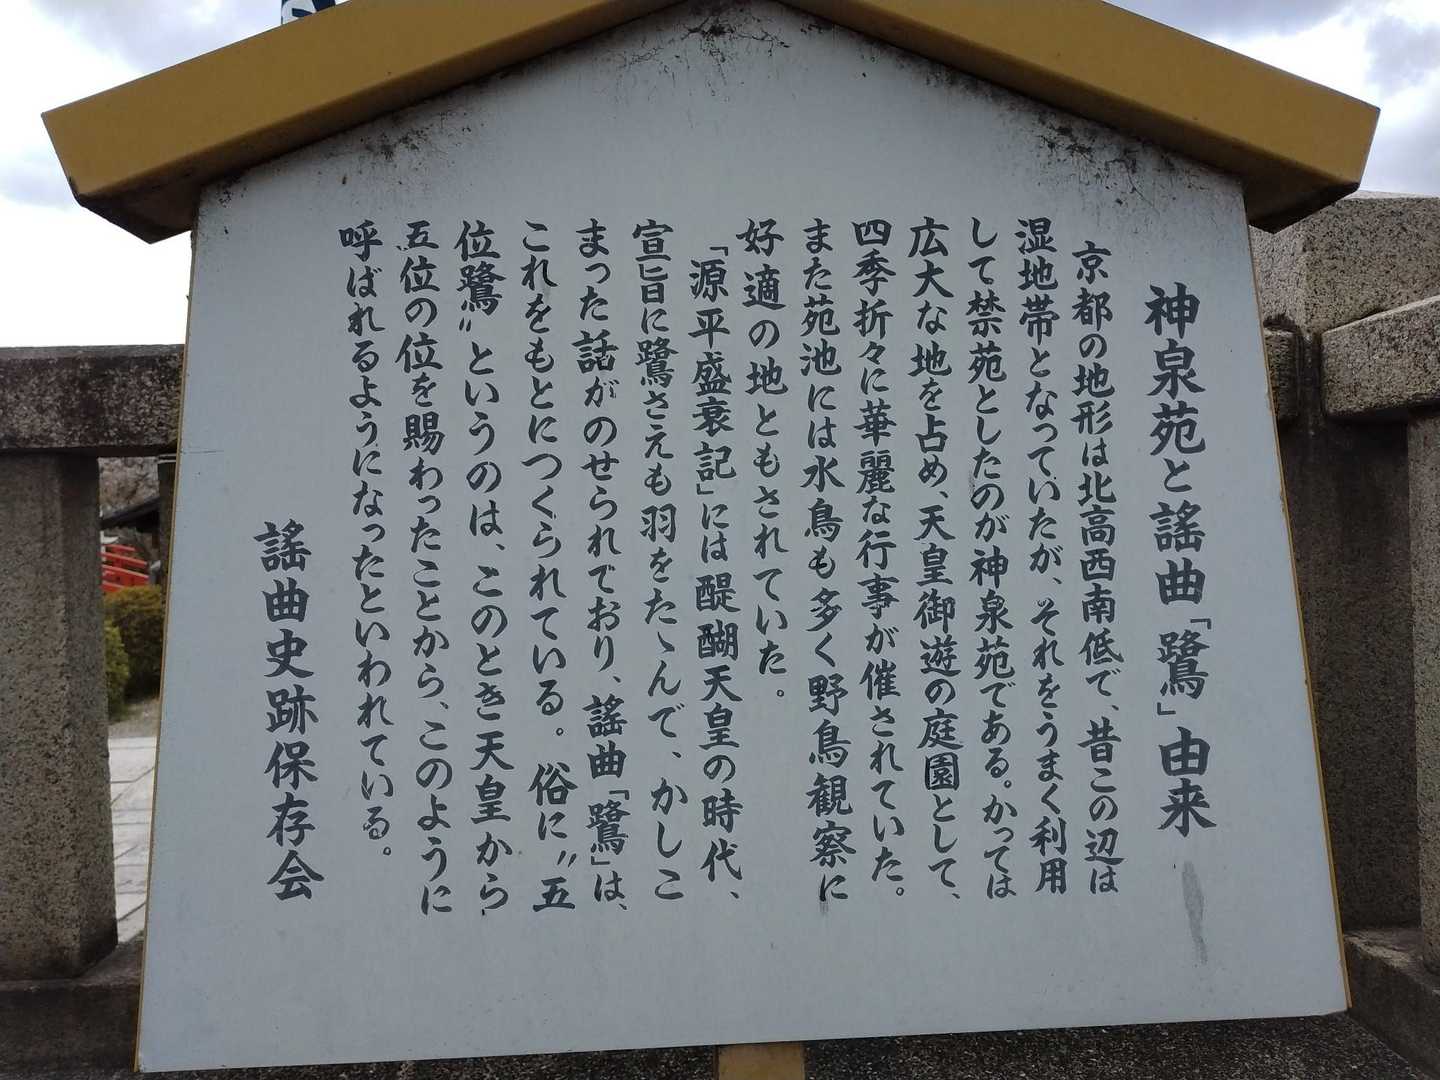 神泉苑と謡曲「鷺」由来
京都の地形は北高西南低で、昔この辺は
湿地帯となっていたが、それをうまく利用
して禁苑としたのが神泉苑である。かつては
広大な地を占め、天皇御遊の庭園として、
四季折々に華麗な行事が催されていた。
また苑池には水鳥も多く野鳥観察に
好適の地ともされていた。
「源平盛衰記」には醍醐天皇の時代、
宣旨に鷺さえも羽をたゝんで、かしこ
まった話がのせられており、謡曲「鷺」は、
これをもとにつくられている。俗に〃五
位鷺〃というのは、このとき天皇から
五位の位を賜わったことから、このように
呼ばれるようになったといわれている。
謡曲史跡保存会